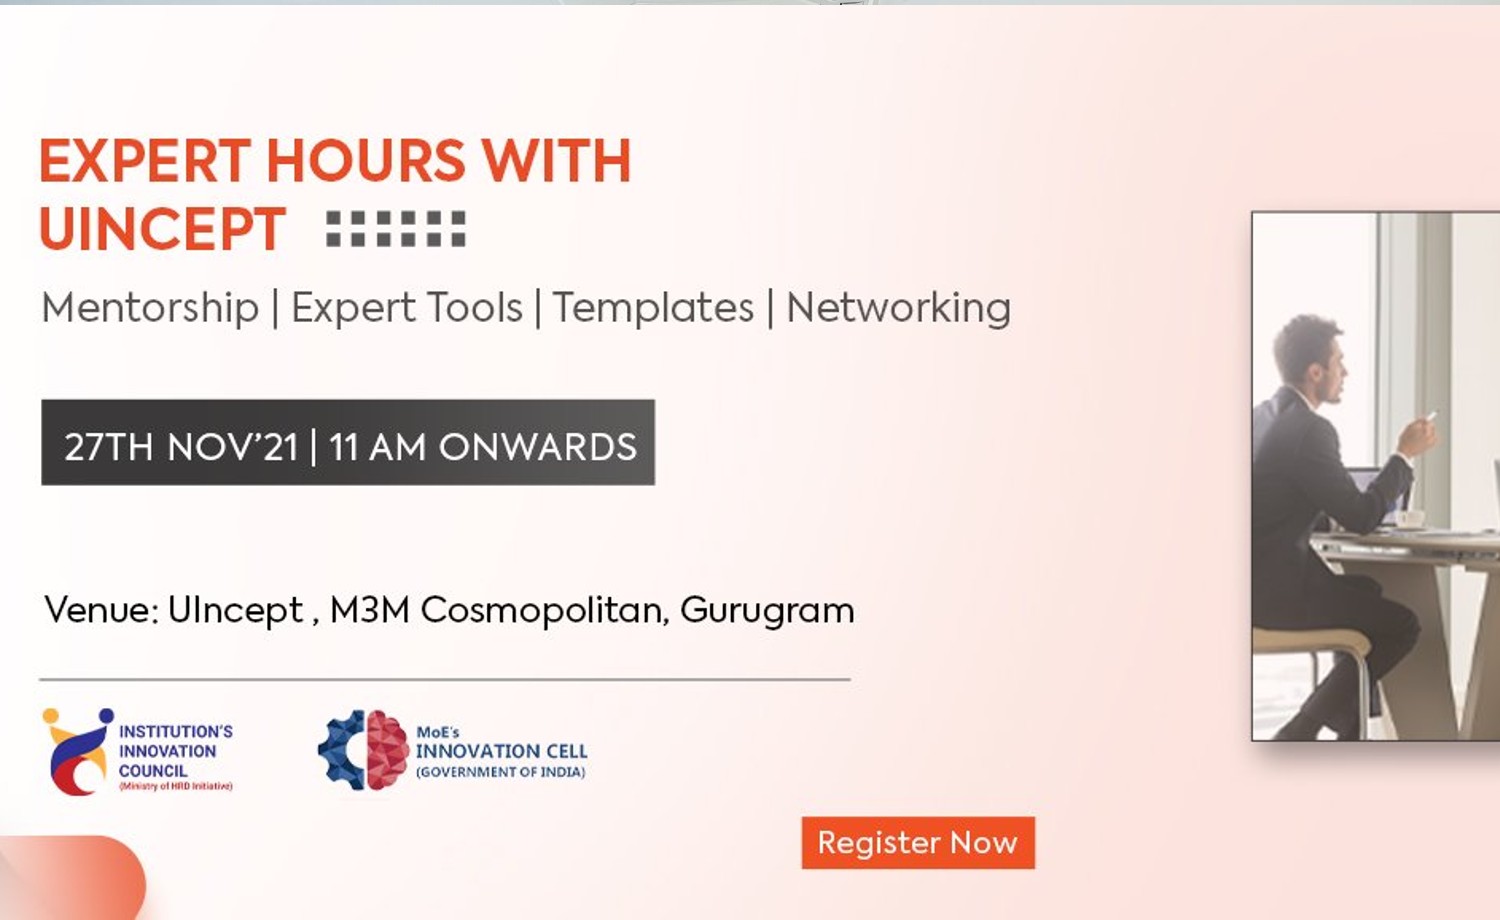 EXPERT HOURS WITH
UINCEPT
Mentorship | Expert Tools | Templates | Networking
27TH NOV’21 | 11 AM ONWARDS
Venue: UIncept , M3M Cosmopolitan, Gurugram
INSTITUTION'S
INNOVATION
COUNCIL
(Ministry of HRD Initiative)
MoE's
INNOVATION CELL
(GOVERNMENT OF INDIA)
Register Now